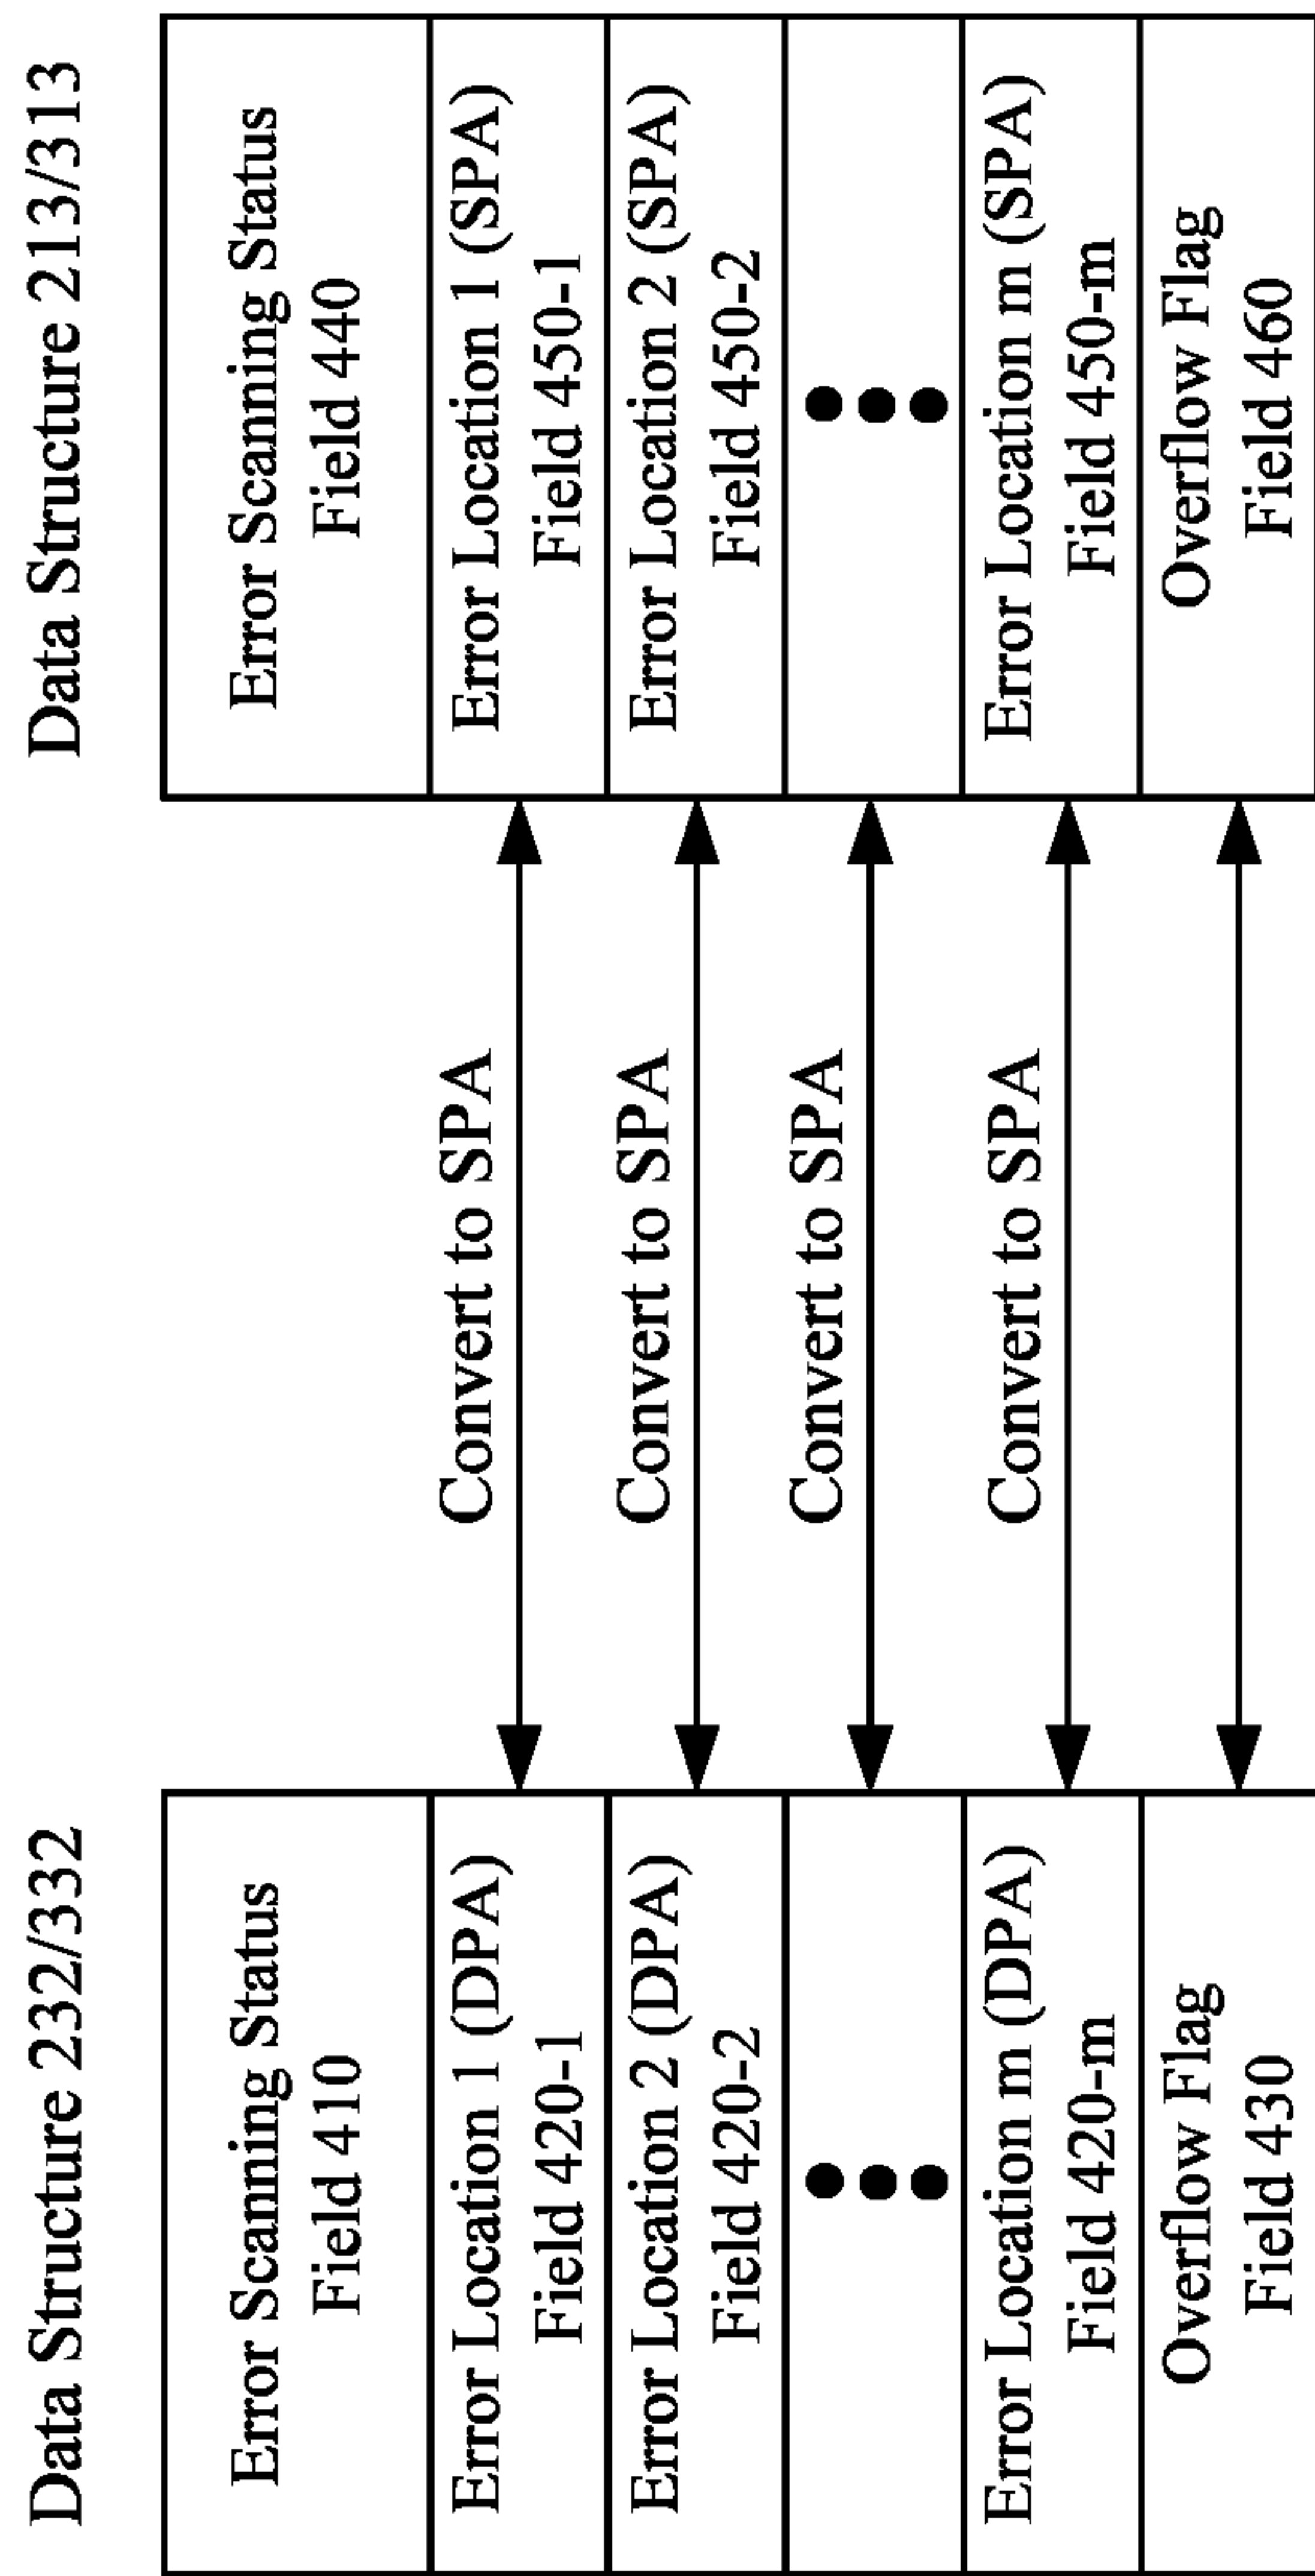 Data Structure 232/332
Error Scanning Status
Field 410
Error Location 1 (DPA)
Field 420-1
Error Location 2 (DPA)
Field 420-2
Error Location m (DPA)
Field 420-m
Overflow Flag
Field 430
Convert to SPA
Convert to SPA
Convert to SPA
Convert to SPA
Data Structure 213/313
Error Scanning Status
Field 440
Error Location 1 (SPA)
Field 450-1
Error Location 2 (SPA)
Field 450-2
Error Location m (SPA)
Field 450-m
Overflow Flag
Field 460